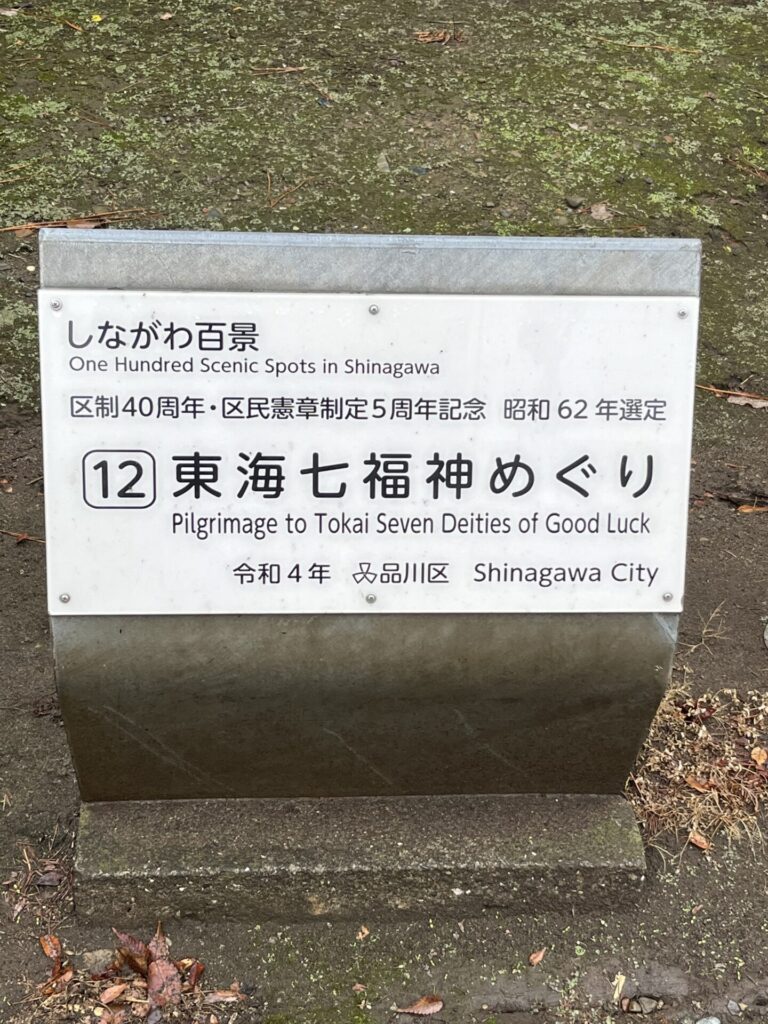 しながわ百景
One Hundred Scenic Spots in Shinagawa
区制40周年・区民憲章制定5周年記念 昭和62年選定
12 東海七福神めぐり
Pilgrimage to Tokai Seven Deities of Good Luck
令和4年 品川区 Shinagawa City